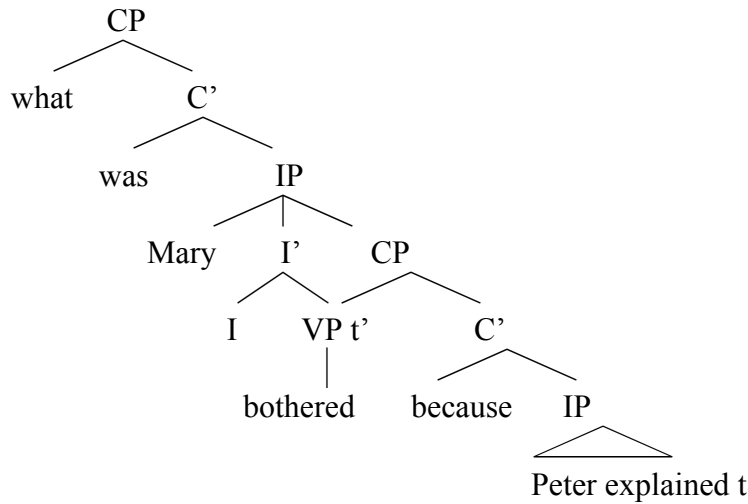 CP
what C’
was IP
Mary I’ CP
I VP t’ C’
bothered because IP
Peter explained t